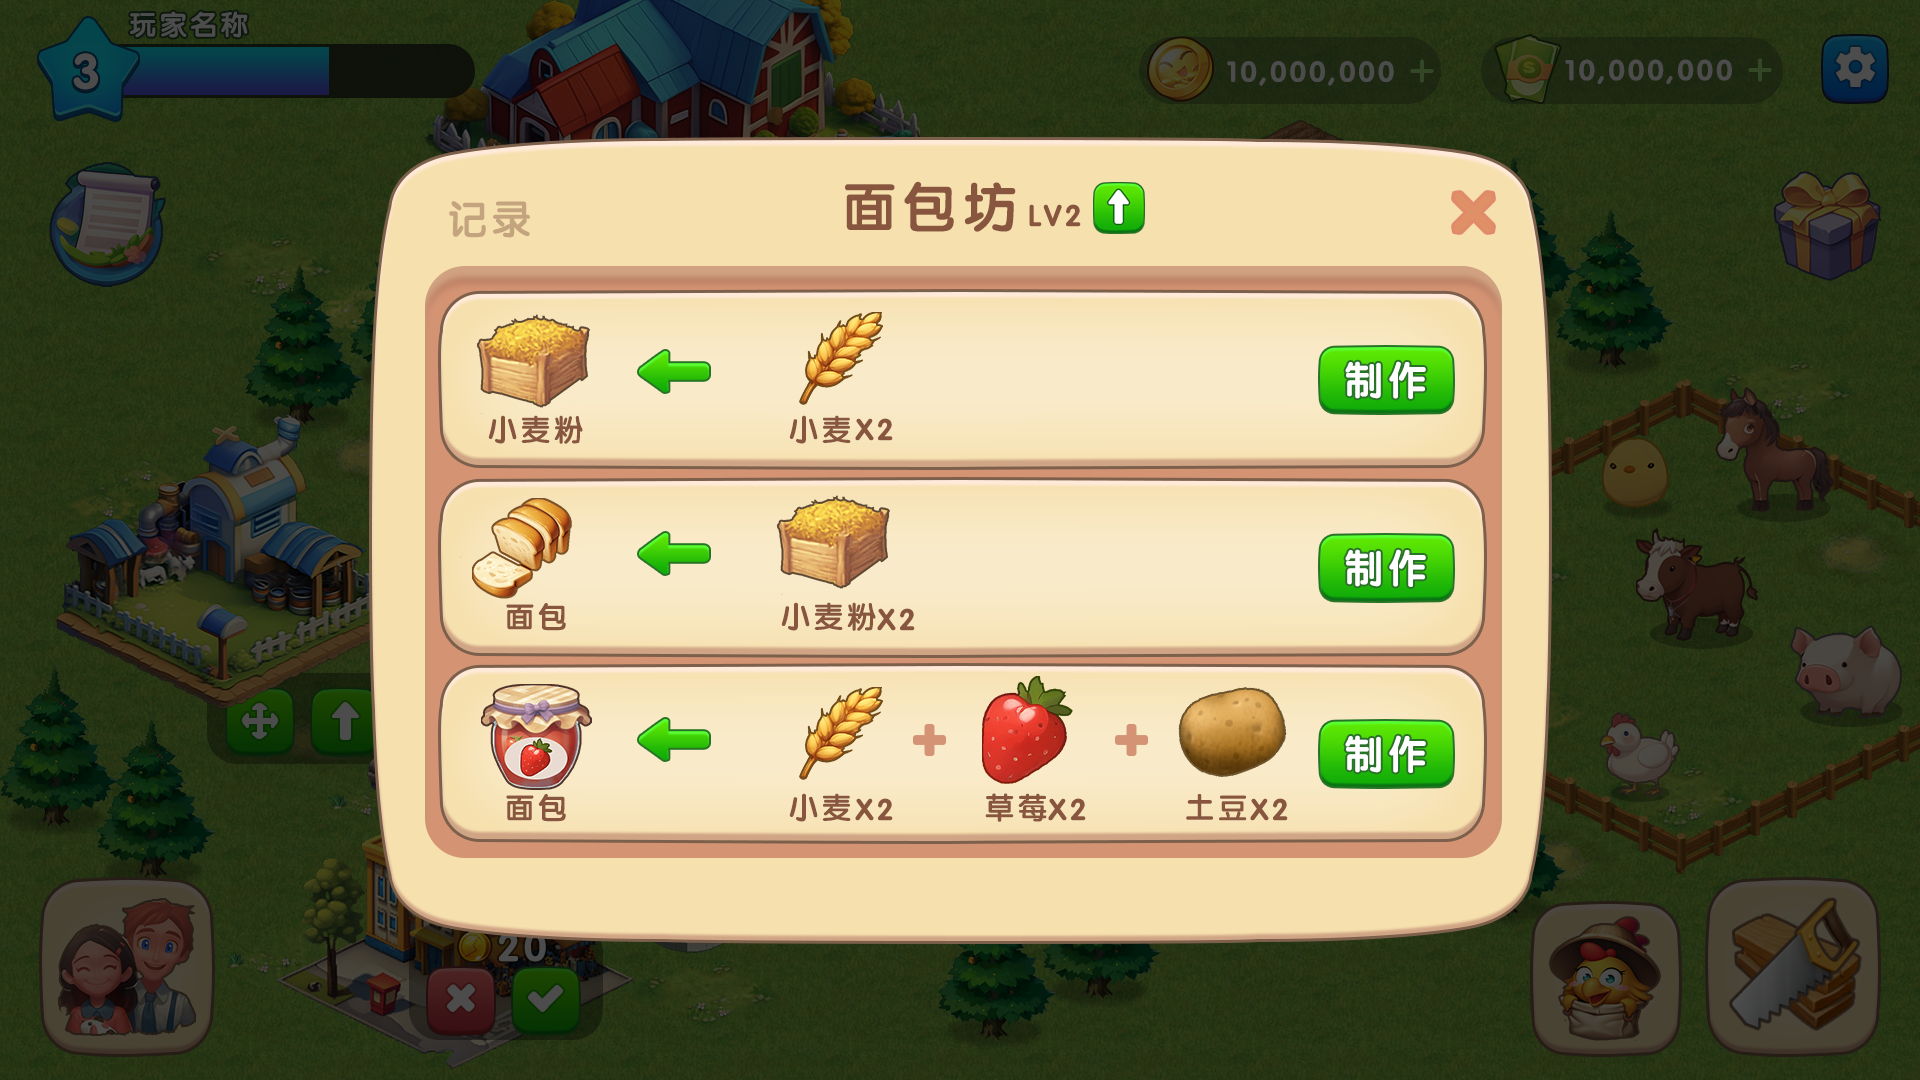 玩家名称
3
10,000,000
10,000,000
记录
面包坊 LV2
制作
小麦粉
小麦X2
制作
面包
小麦粉X2
制作
面包
小麦X2
草莓X2
土豆X2
20